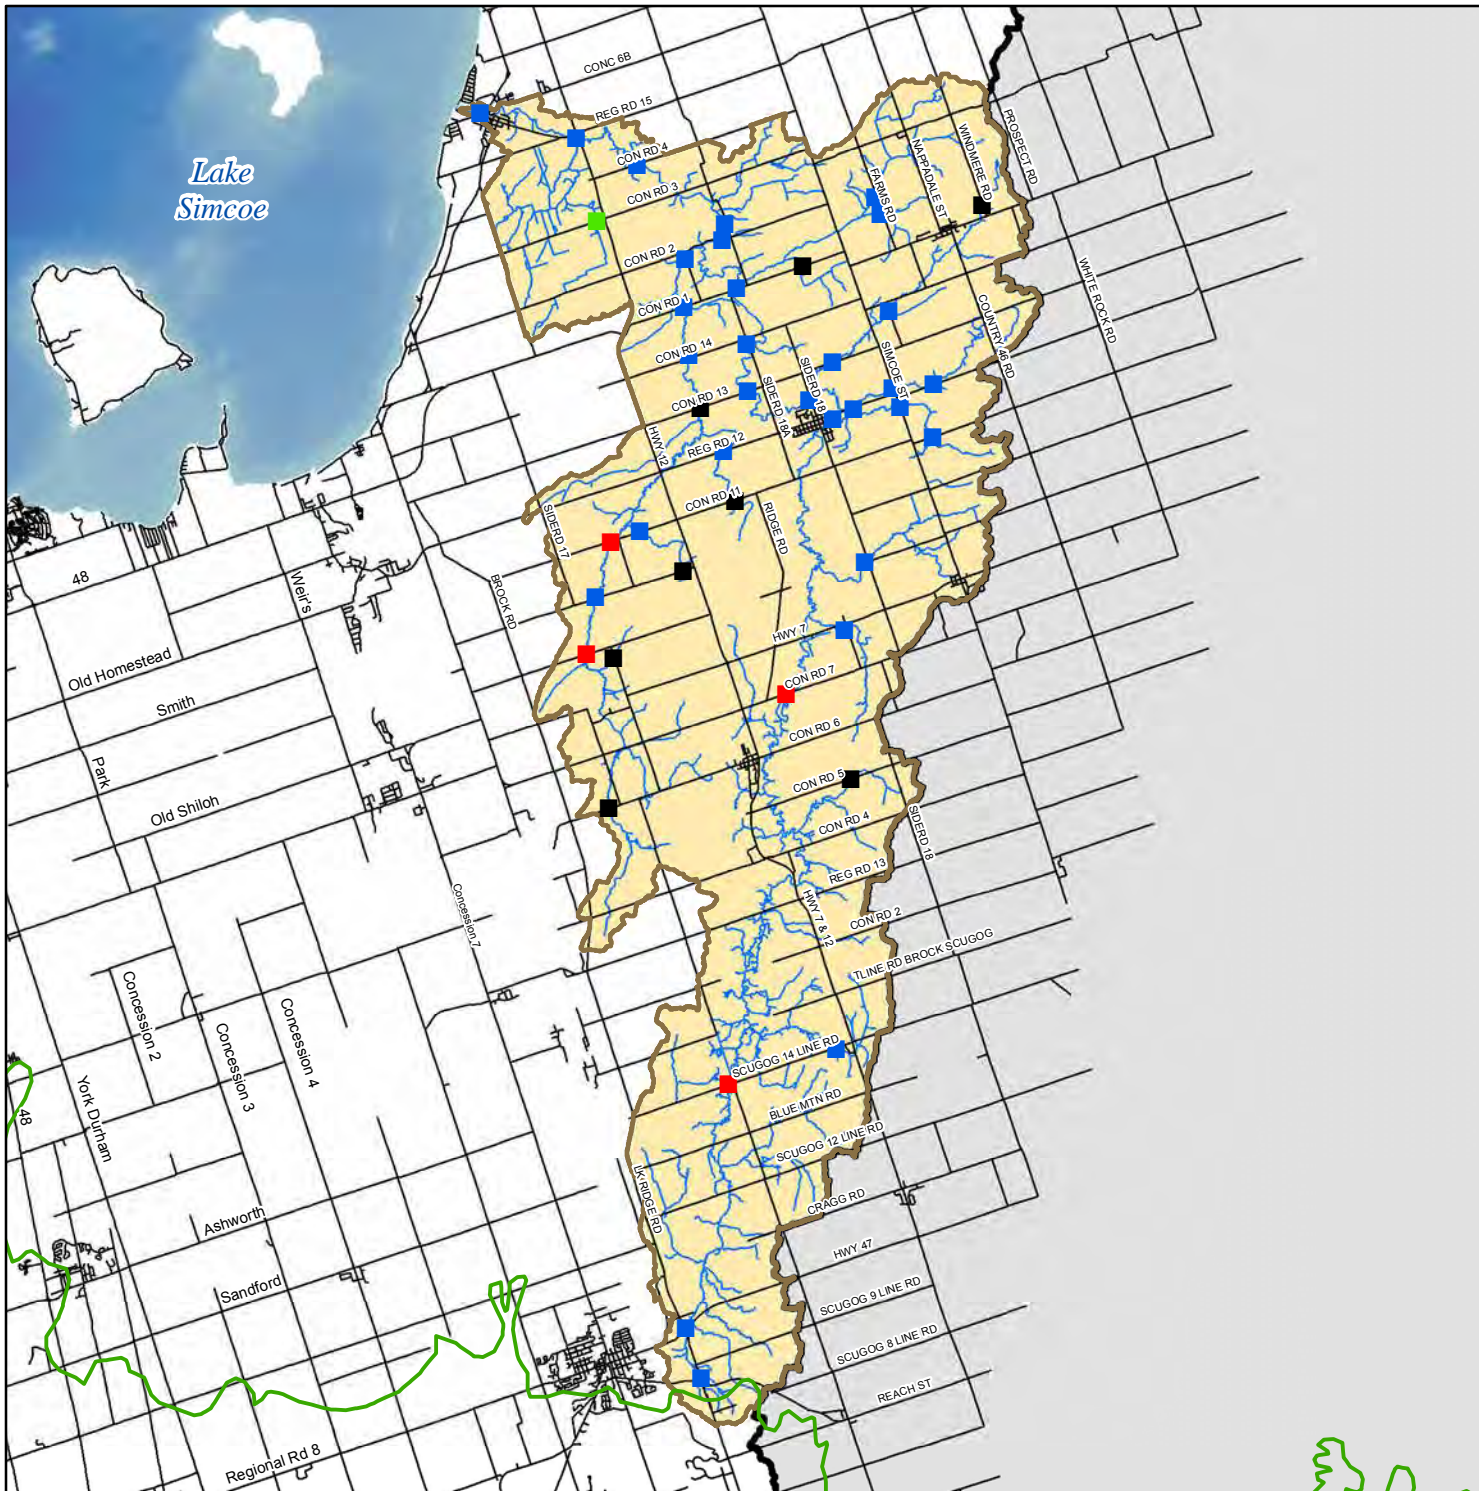 CONC 6B
REG RD 15
CON RD 4
CON RD 3
PROSPECT RD
WINDMERE RD
NAPPADALE ST
FARMS RD
Lake
Simcoe
CON RD 2
CON RD 1
WHITE ROCK RD
COUNTRY 46 RD
CON RD 14
SIMCOE ST
SIDERD 18
SIDERD 18A
CON RD 13
HWY 12
REG RD 12
CON RD 11
RIDGE RD
SIDERD 17
48
Weir's
BROCK RD
HWY 7
Old Homestead
CON RD 7
Smith
CON RD 6
Park
CON RD 5
Old Shiloh
CON RD 4
SIDERD 18
REG RD 13
Concession 7
HWY 7 & 12
CON RD 2
TLINE RD BROCK SCUGOG
Concession 2
Concession 3
Concession 4
SCUGOG 14 LINE RD
York Durham
48
BLUE MTN RD
SCUGOG 12 LINE RD
LK RIDGE RD
CRAGG RD
Ashworth
HWY 47
Sandford
SCUGOG 9 LINE RD
SCUGOG 8 LINE RD
REACH ST
Regional Rd 8